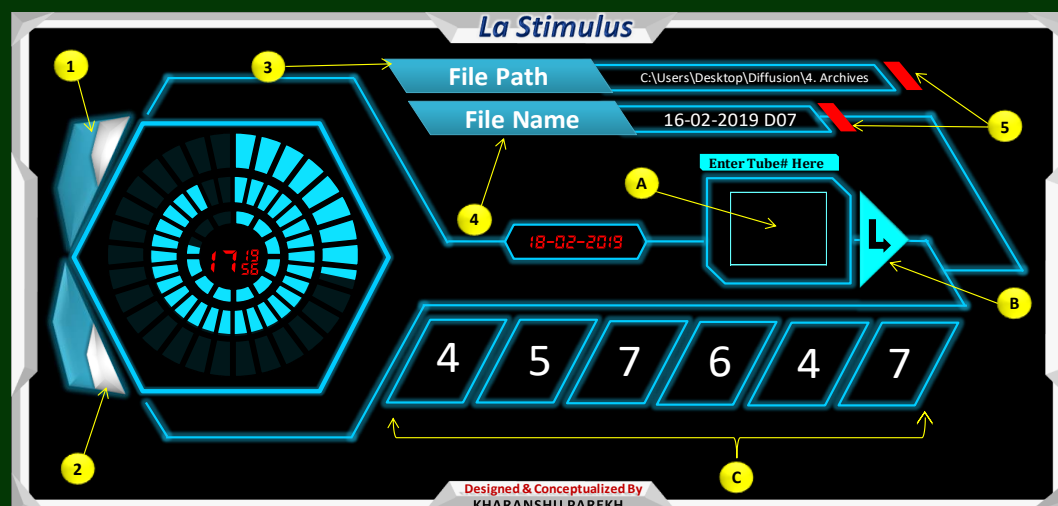 La Stimulus
1
3
File Path
C:\Users\Desktop\Diffusion\4. Archives
File Name
16-02-2019 D07
5
Enter Tube# Here
A
4
18-02-2019
17
19
56
B
4 5 7 6 4 7
2
C
Designed & Conceptualized By
KHARANSHU PAREKH